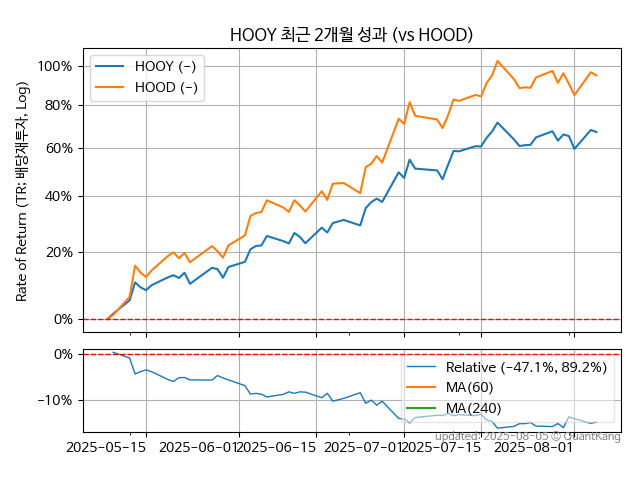 HOOY 최근 2개월 성과 (vs HOOD)
Rate of Return (TR; 배당재투자, Log)
100%
80%
60%
40%
20%
0%
HOOY (-)
HOOD (-)
0%
−10%
Relative (-47.1%, 89.2%)
MA(60)
MA(240)
2025-05-15
2025-06-01
2025-06-15
2025-07-01
2025-07-15
2025-08-01
updated: 2025-08-05 © QuantKang